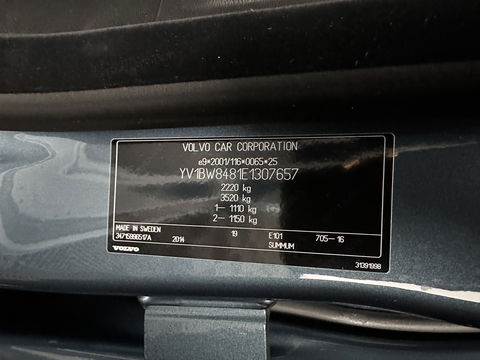 VOLVO CAR CORPORATION
e9*2001/116*0065*25
YV1BW8481E1307657
2220 kg
3520 kg
1- 1110 kg
2- 1150 kg
MADE IN SWEDEN 19 E101 705-16
34715896517A 2014 SUMMUM
VOLVO
31391998